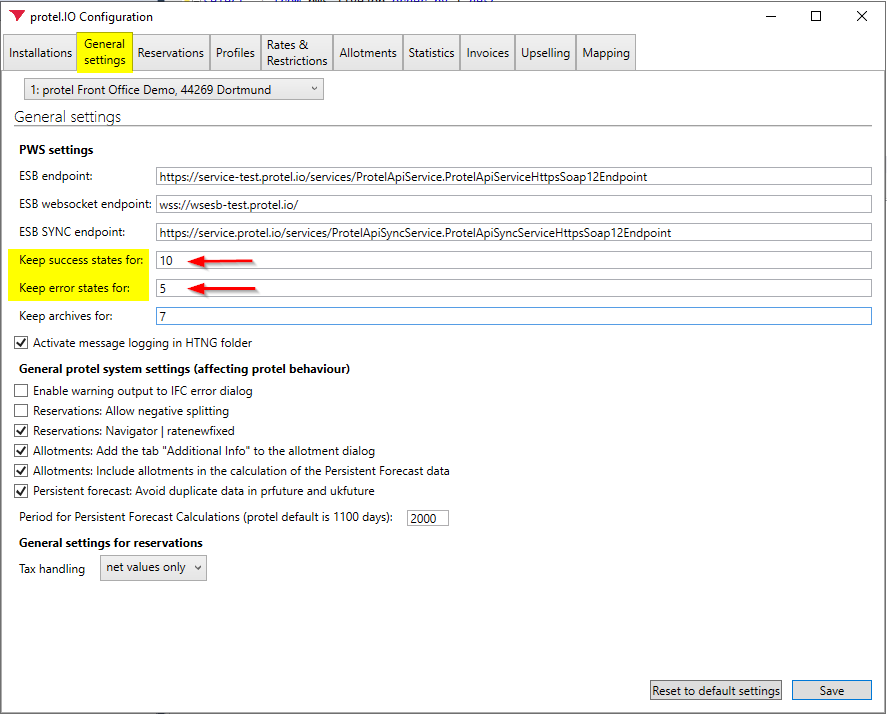 protel.IO Configuration
Installations
General settings
Reservations
Profiles
Rates & Restrictions
Allotments
Statistics
Invoices
Upselling
Mapping
1: protel Front Office Demo, 44269 Dortmund
General settings
PWS settings
ESB endpoint: https://service-test.protel.io/services/ProtelApiService.ProtelApiServiceHttpsSoap12Endpoint
ESB websocket endpoint: wss://wsesb-test.protel.io/
ESB SYNC endpoint: https://service.protel.io/services/ProtelApiSyncService.ProtelApiSyncServiceHttpsSoap12Endpoint
Keep success states for: 10
Keep error states for: 5
Keep archives for: 7
Activate message logging in HTNG folder
General protel system settings (affecting protel behaviour)
Enable warning output to IFC error dialog
Reservations: Allow negative splitting
Reservations: Navigator | ratenewfixed
Allotments: Add the tab "Additional Info" to the allotment dialog
Allotments: Include allotments in the calculation of the Persistent Forecast data
Persistent forecast: Avoid duplicate data in prfuture and ukfuture
Period for Persistent Forecast Calculations (protel default is 1100 days): 2000
General settings for reservations
Tax handling net values only
Reset to default settings Save